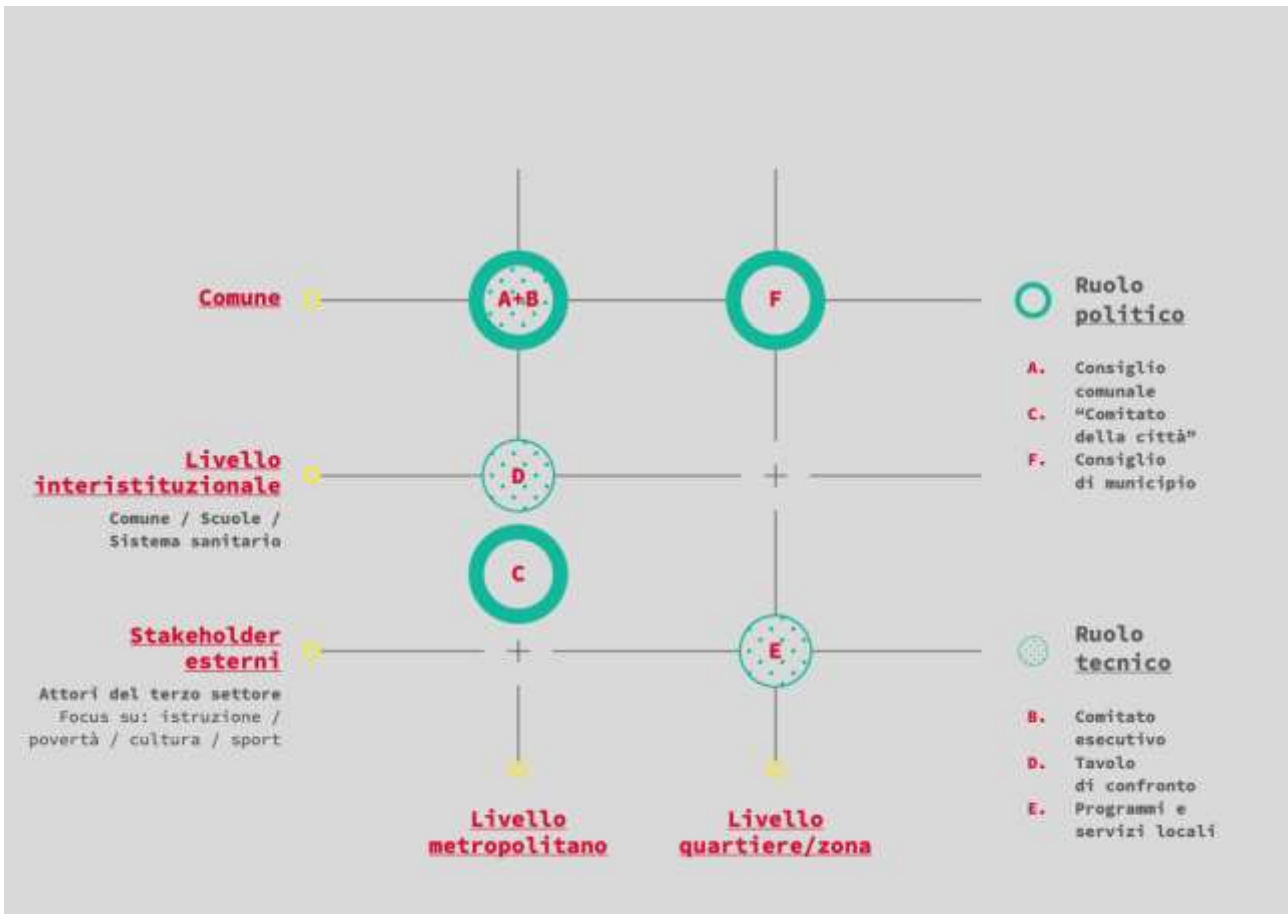 Comune
A+B
F
Livello
interistituzionale
Comune / Scuole /
Sistema sanitario
D
C
Stakeholder
esterni
Attori del terzo settore
Focus su: istruzione /
povertà / cultura / sport
E
Livello
metropolitano
Livello
quartiere/zona
Ruolo
politico
A. Consiglio
comunale
C. “Comitato
della città”
F. Consiglio
di municipio
Ruolo
tecnico
B. Comitato
esecutivo
D. Tavolo
di confronto
E. Programmi e
servizi locali